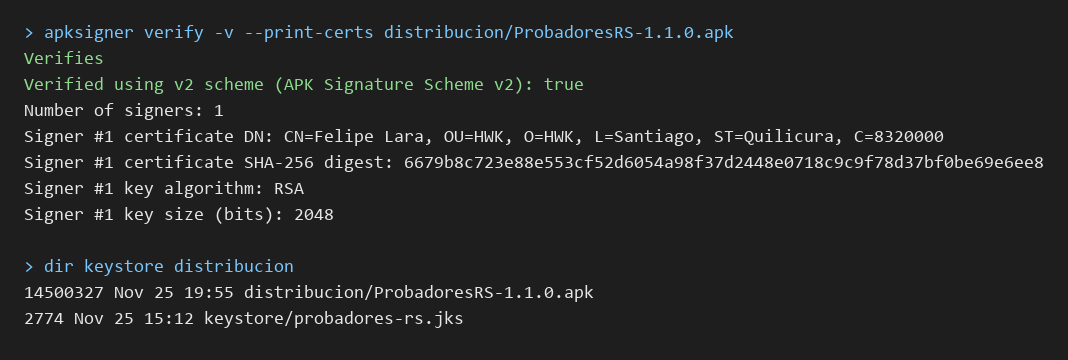 > apksigner verify -v --print-certs distribucion/ProbadoresRS-1.1.0.apk
Verifies
Verified using v2 scheme (APK Signature Scheme v2): true
Number of signers: 1
Signer #1 certificate DN: CN=Felipe Lara, OU=HWK, O=HWK, L=Santiago, ST=Quilicura, C=8320000
Signer #1 certificate SHA-256 digest: 6679b8c723e88e553cf52d6054a98f37d2448e0718c9c9f78d37bf0be69e6ee8
Signer #1 key algorithm: RSA
Signer #1 key size (bits): 2048
> dir keystore distribucion
14500327 Nov 25 19:55 distribucion/ProbadoresRS-1.1.0.apk
2774 Nov 25 15:12 keystore/probadores-rs.jks